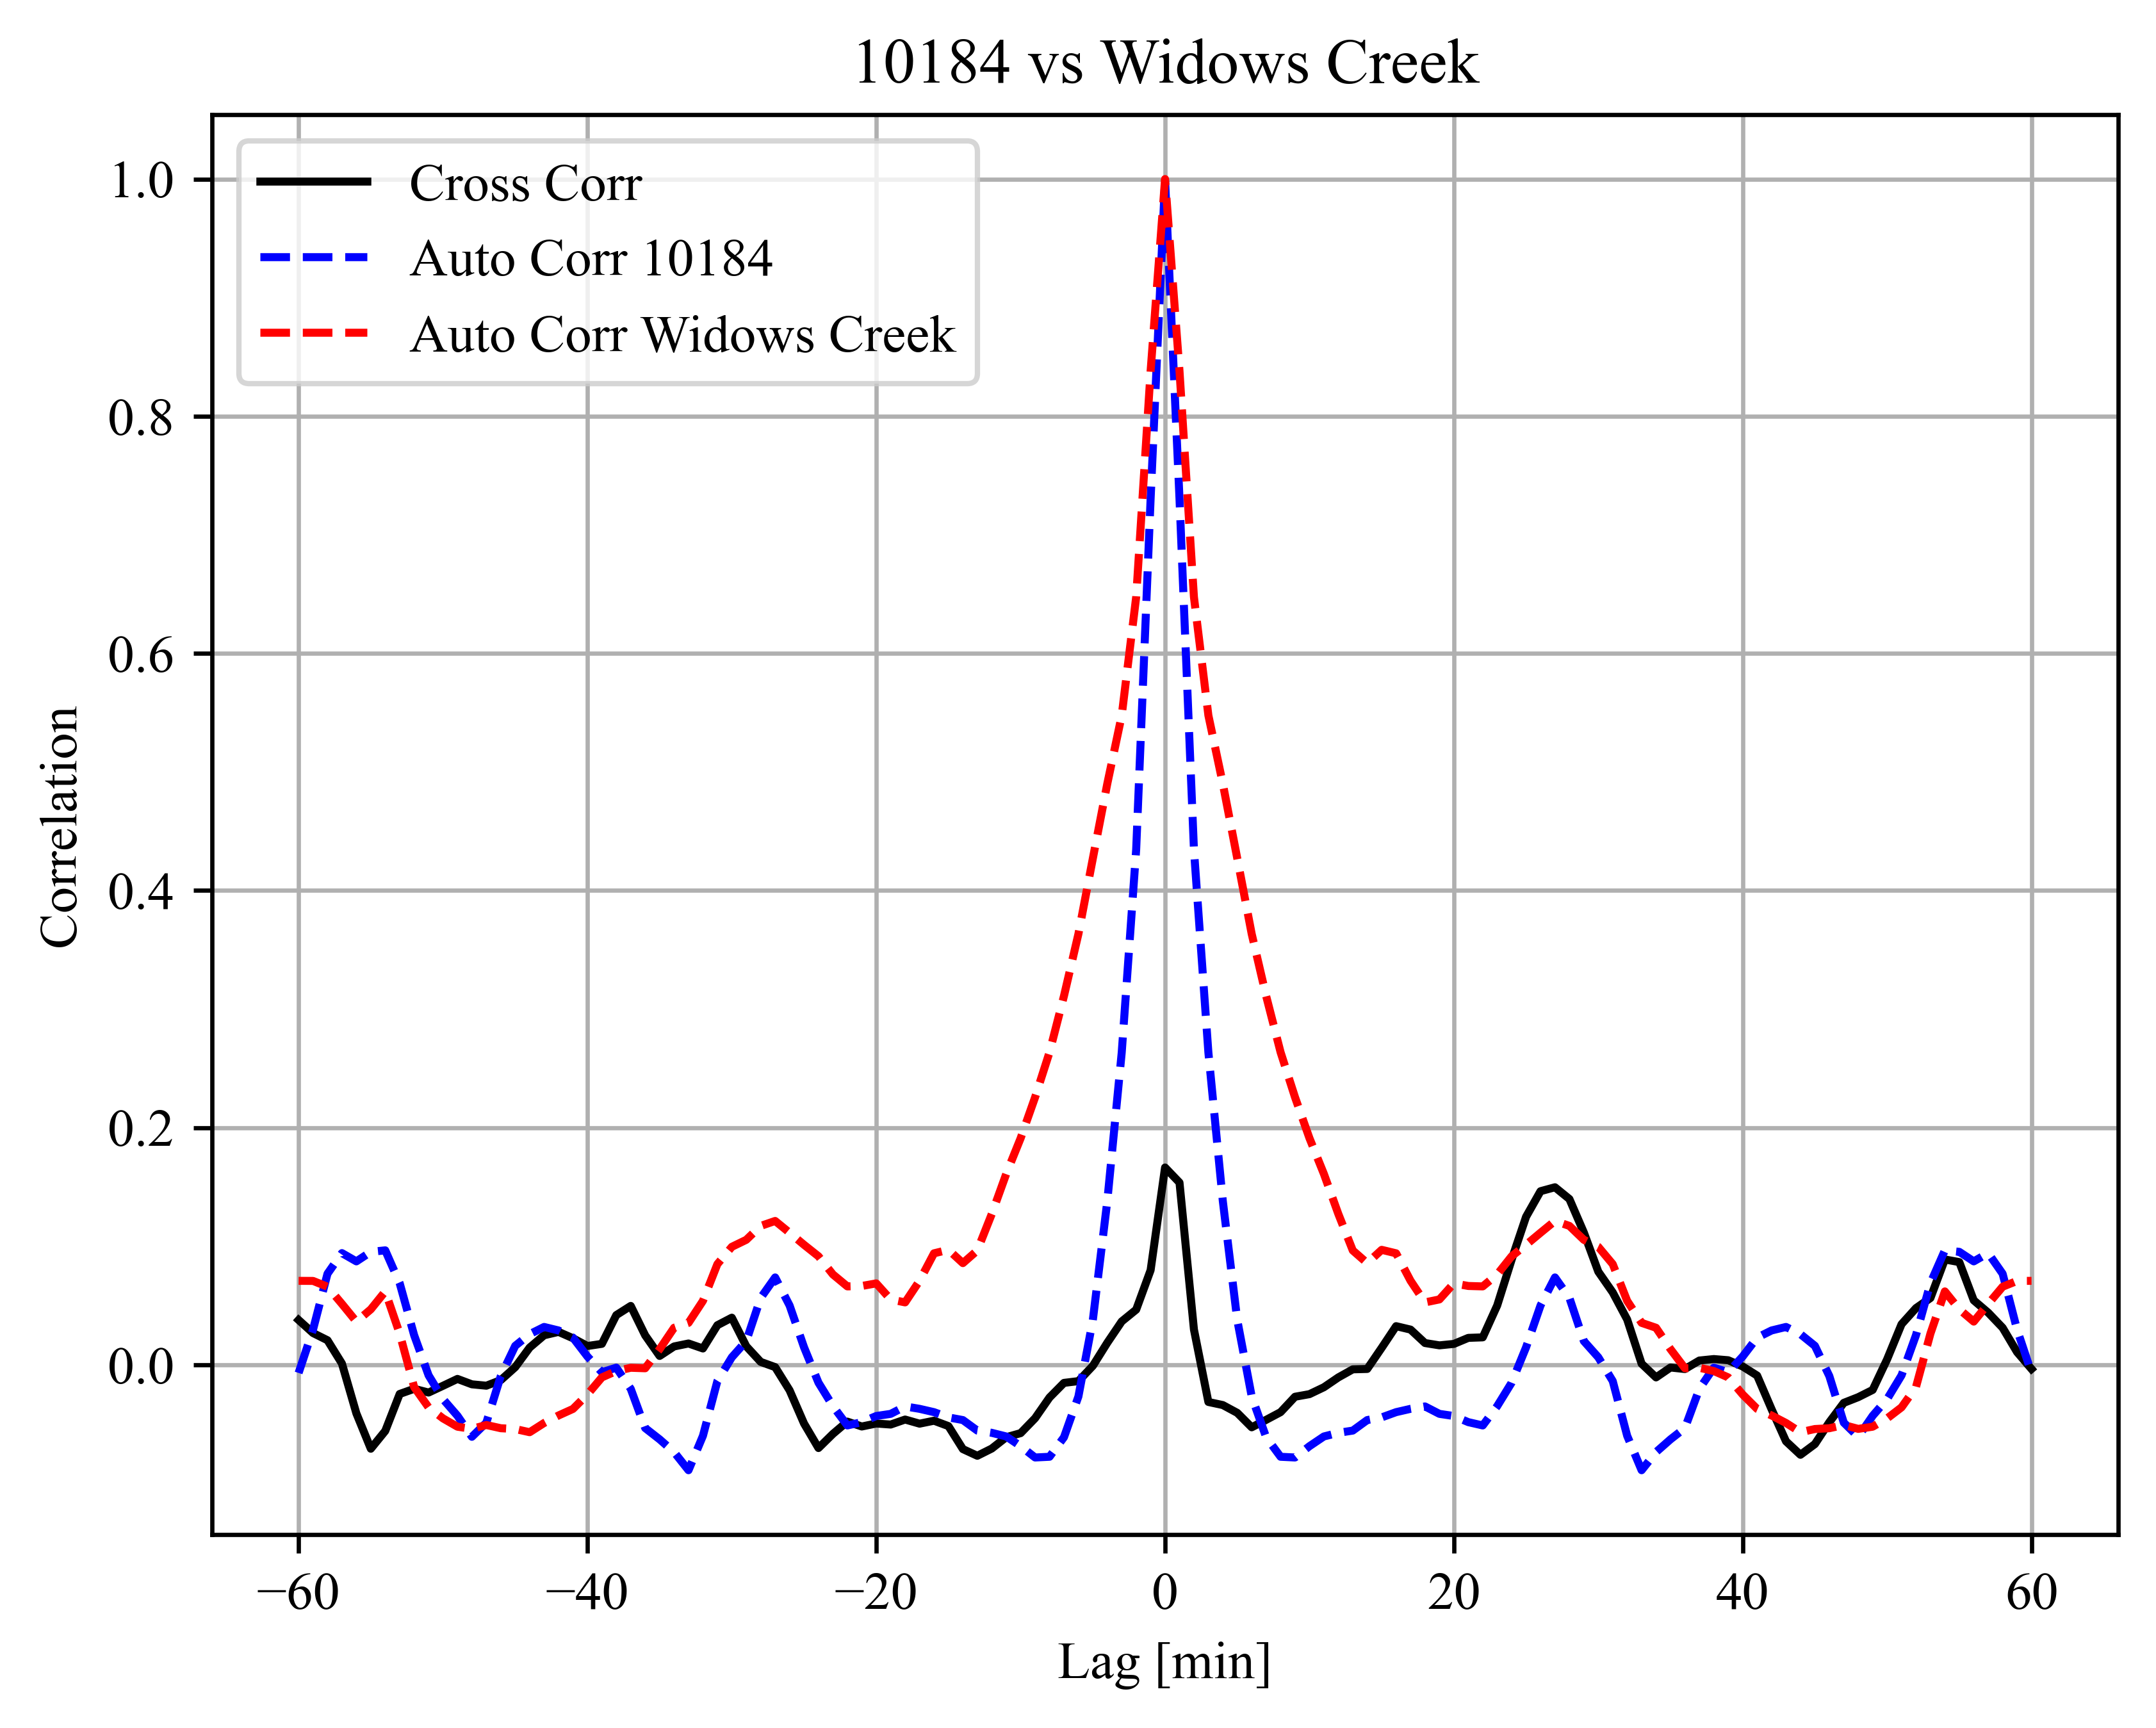 10184 vs Widows Creek
Cross Corr
Auto Corr 10184
Auto Corr Widows Creek
1.0
0.8
0.6
0.4
0.2
0.0
Correlation
−60 −40 −20 0 20 40 60
Lag [min]